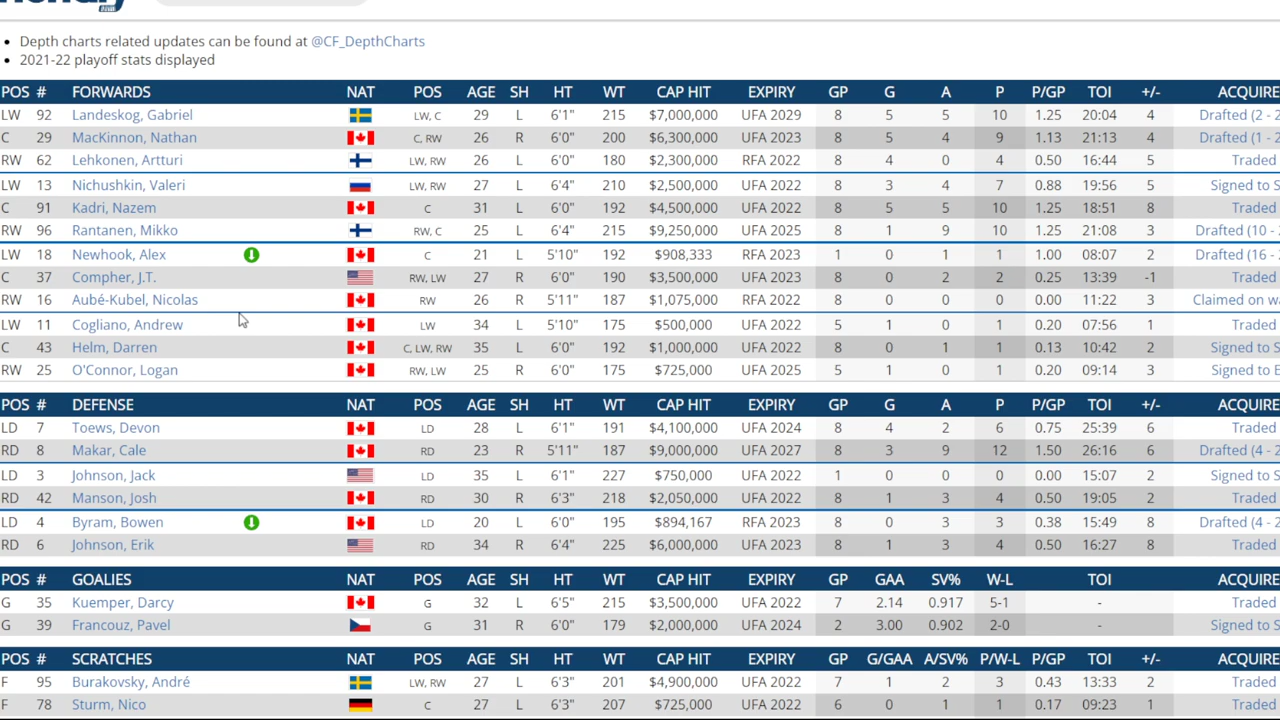 Depth charts related updates can be found at @CF_DepthCharts
2021-22 playoff stats displayed
POS # FORWARDS NAT POS AGE SH HT WT CAP HIT EXPIRY GP G A P P/GP TOI +/- ACQUIRE
LW 92 Landeskog, Gabriel LW, C 29 L 6'1" 215 $7,000,000 UFA 2029 8 5 5 10 1.25 20:04 4 Drafted (2 - 2
C 29 MacKinnon, Nathan C, RW 26 R 6'0" 200 $6,300,000 UFA 2023 8 5 4 9 1.13 21:13 4 Drafted (1 - 2
RW 62 Lehkonen, Artturi LW, RW 26 L 6'0" 180 $2,300,000 RFA 2022 8 4 0 4 0.50 16:44 5 Traded
LW 13 Nichushkin, Valeri LW, RW 27 L 6'4" 210 $2,500,000 UFA 2022 8 3 4 7 0.88 19:56 5 Signed to S
C 91 Kadri, Nazem C 31 L 6'0" 192 $4,500,000 UFA 2022 8 5 5 10 1.25 18:51 8 Traded
RW 96 Rantanen, Mikko RW, C 25 L 6'4" 215 $9,250,000 UFA 2025 8 1 9 10 1.25 21:08 3 Drafted (10 - 2
LW 18 Newhook, Alex C 21 L 5'10" 192 $908,333 RFA 2023 1 0 1 1 1.00 08:07 2 Drafted (16 - 2
C 37 Compher, J.T. RW, LW 27 R 6'0" 190 $3,500,000 UFA 2023 8 0 2 2 0.25 13:39 -1 Traded
RW 16 Aubé-Kubel, Nicolas RW 26 R 5'11" 187 $1,075,000 RFA 2022 8 0 0 0 0.00 11:22 3 Claimed on wa
LW 11 Cogliano, Andrew LW 34 L 5'10" 175 $500,000 UFA 2022 5 1 0 1 0.20 07:56 1 Traded
C 43 Helm, Darren C, LW, RW 35 L 6'0" 192 $1,000,000 UFA 2022 8 0 1 1 0.13 10:42 2 Signed to S
RW 25 O'Connor, Logan RW, LW 25 R 6'0" 175 $725,000 UFA 2025 5 1 0 1 0.20 09:14 3 Signed to E
POS # DEFENSE NAT POS AGE SH HT WT CAP HIT EXPIRY GP G A P P/GP TOI +/- ACQUIRE
LD 7 Toews, Devon LD 28 L 6'1" 191 $4,100,000 UFA 2024 8 4 2 6 0.75 25:39 6 Traded
RD 8 Makar, Cale RD 23 R 5'11" 187 $9,000,000 UFA 2027 8 3 9 12 1.50 26:16 6 Drafted (4 - 2
LD 3 Johnson, Jack LD 35 L 6'1" 227 $750,000 UFA 2022 1 0 0 0 0.00 15:07 2 Signed to S
RD 42 Manson, Josh RD 30 R 6'3" 218 $2,050,000 UFA 2022 8 1 3 4 0.50 19:05 2 Traded
LD 4 Byram, Bowen LD 20 L 6'0" 195 $894,167 RFA 2023 8 0 3 3 0.38 15:49 8 Drafted (4 - 2
RD 6 Johnson, Erik RD 34 R 6'4" 225 $6,000,000 UFA 2023 8 1 3 4 0.50 16:27 8 Traded
POS # GOALIES NAT POS AGE SH HT WT CAP HIT EXPIRY GP GAA SV% W-L TOI ACQUIRE
G 35 Kuemper, Darcy G 32 L 6'5" 215 $3,500,000 UFA 2022 7 2.14 0.917 5-1 - Traded
G 39 Francouz, Pavel G 31 R 6'0" 179 $2,000,000 UFA 2024 2 3.00 0.902 2-0 - Signed to S
POS # SCRATCHES NAT POS AGE SH HT WT CAP HIT EXPIRY GP G/GAA A/SV% P/W-L P/GP TOI +/- ACQUIRE
F 95 Burakovsky, André LW, RW 27 L 6'3" 201 $4,900,000 UFA 2022 7 1 2 3 0.43 13:33 2 Traded
F 78 Sturm, Nico C 27 L 6'3" 207 $725,000 UFA 2022 6 0 1 1 0.17 09:23 1 Traded